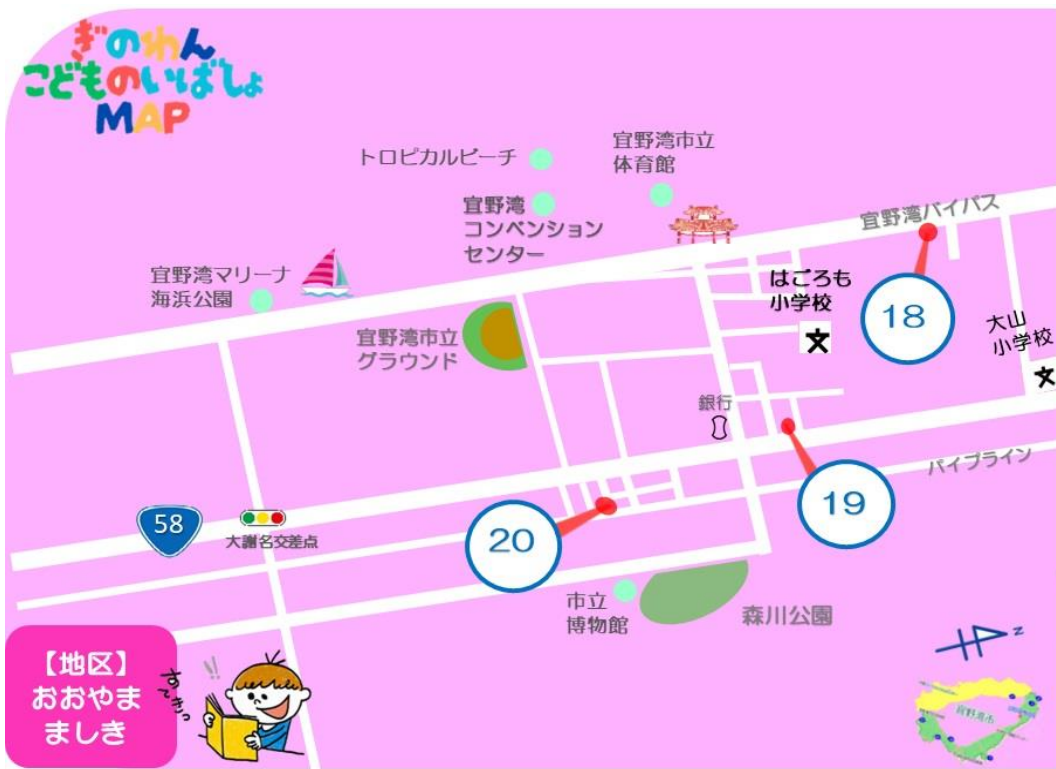 ぎのわん
こどものいばしょ
MAP
トロピカルビーチ
宜野湾市立
体育館
宜野湾
コンベンション
センター
宜野湾バイパス
宜野湾マリーナ
海浜公園
はごろも
小学校
18
大山
小学校
宜野湾市立
グラウンド
文
文
銀行
パイプライン
19
58
大謝名交差点
20
市立
博物館
森川公園
【地区】
おおやま
ましき
!!
N
宜野湾市